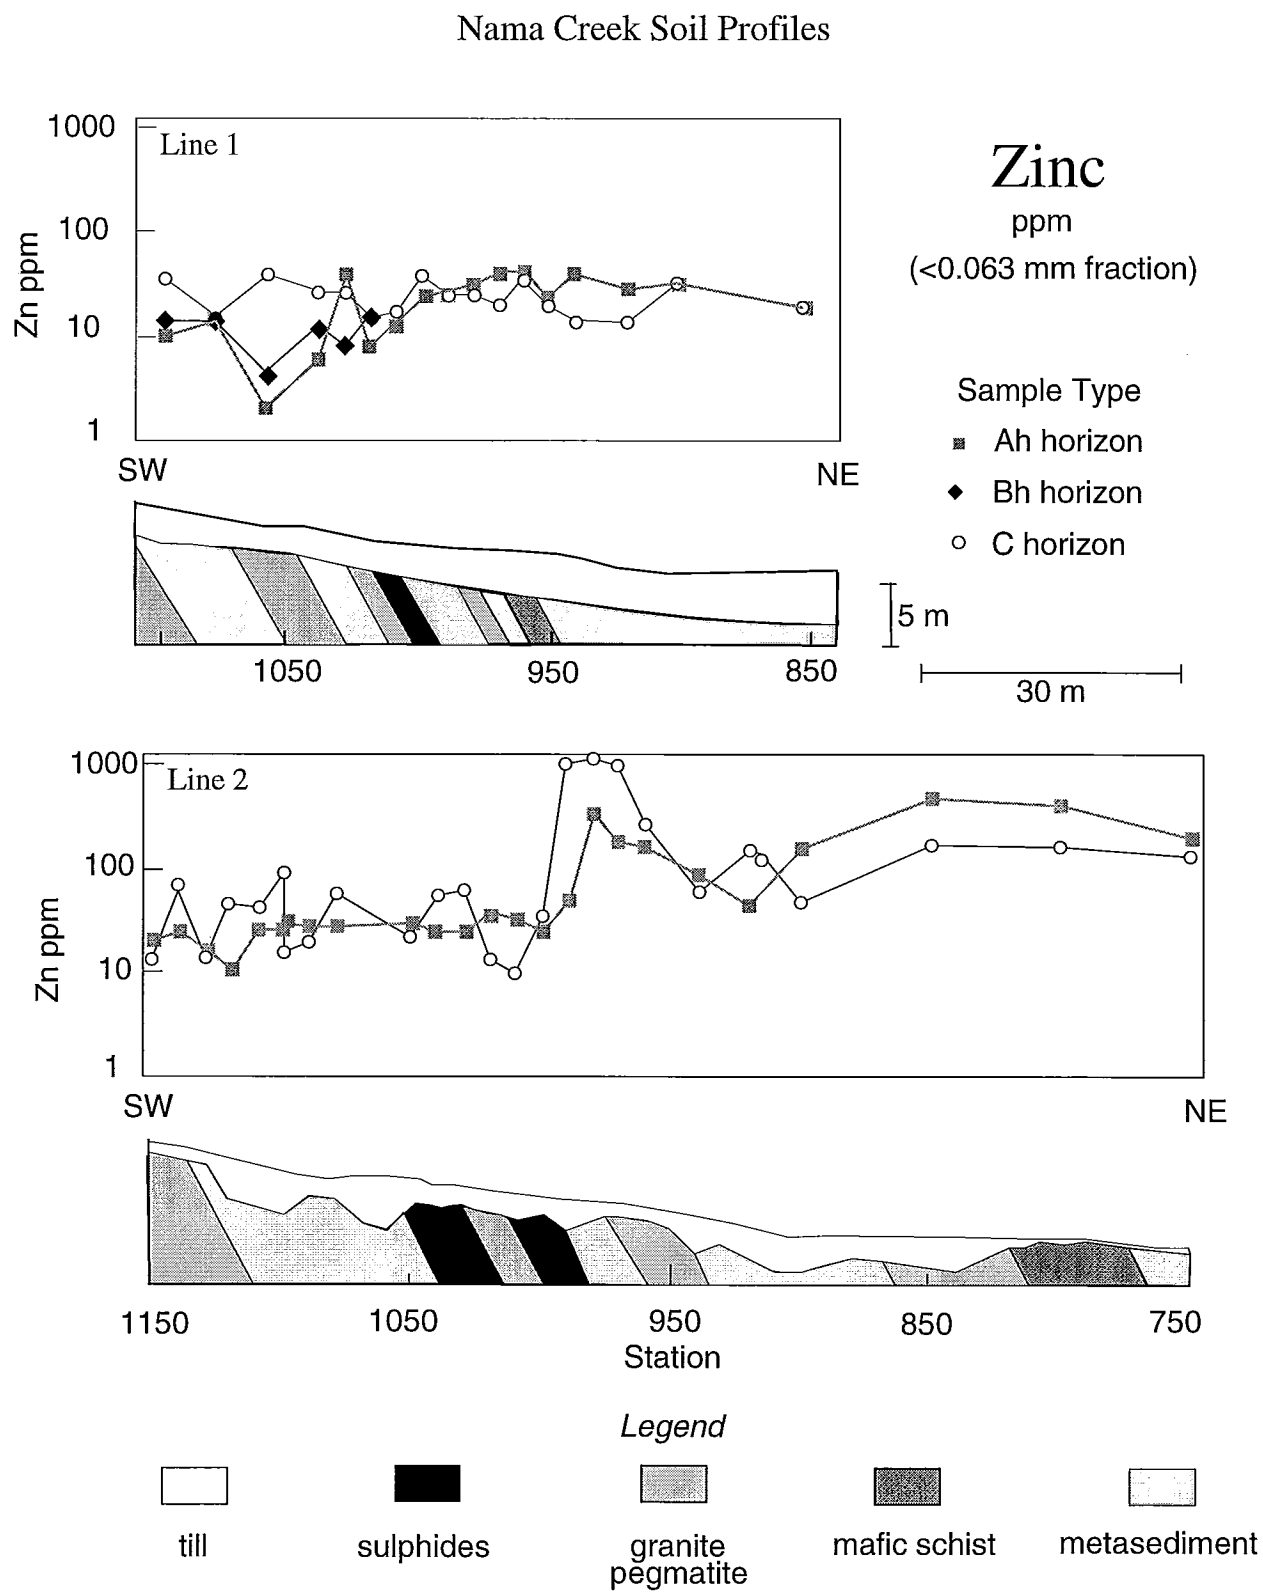 Nama Creek Soil Profiles
1000
Line 1
100
Zn ppm
10
1
SW
NE
Zinc
ppm
(<0.063 mm fraction)
Sample Type
Ah horizon
Bh horizon
C horizon
5 m
30 m
1050
950
850
1000
Line 2
100
Zn ppm
10
1
SW
NE
1150
1050
950
850
750
Station
Legend
till
sulphides
granite
pegmatite
mafic schist
metasediment